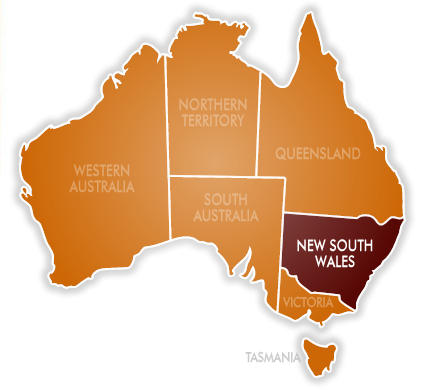 NORTHERN
TERRITORY
QUEENSLAND
WESTERN
AUSTRALIA
SOUTH
AUSTRALIA
NEW SOUTH
WALES
VICTORIA
TASMANIA